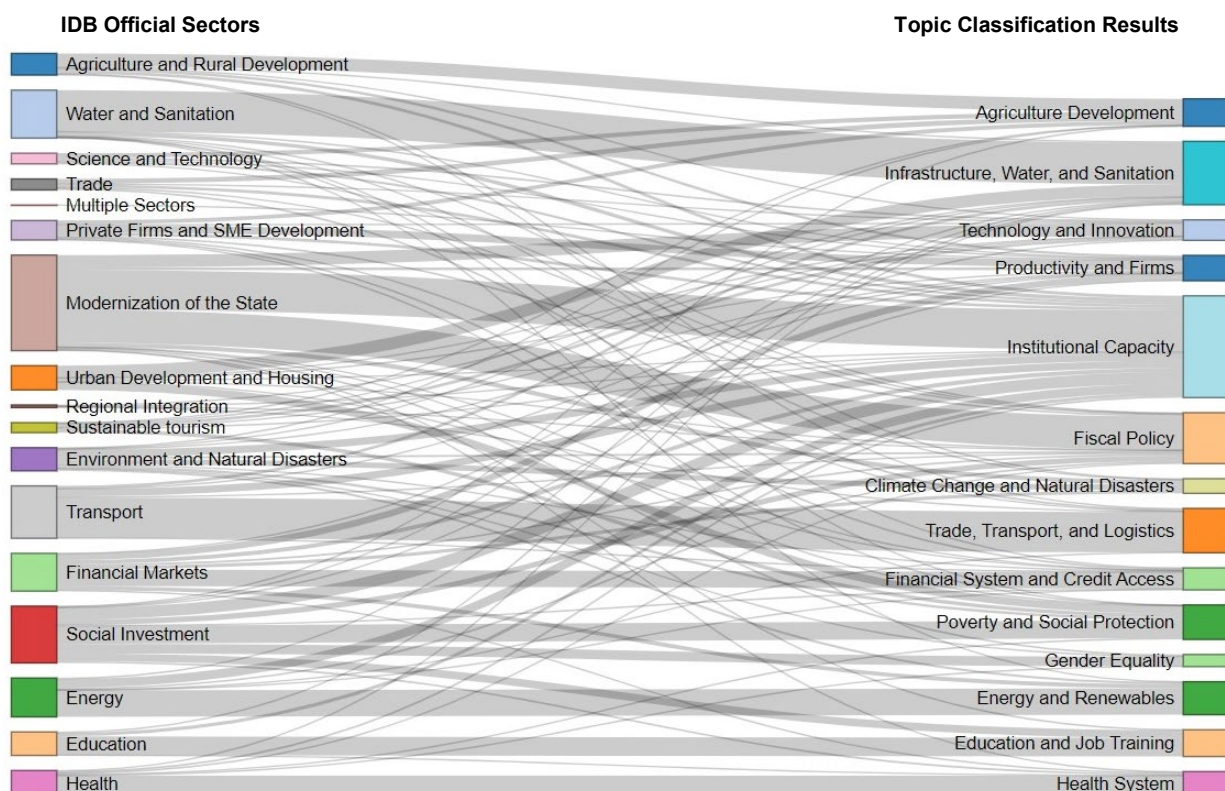 IDB Official Sectors
Topic Classification Results
Agriculture and Rural Development
Water and Sanitation
Science and Technology
Trade
Multiple Sectors
Private Firms and SME Development
Modernization of the State
Urban Development and Housing
Regional Integration
Sustainable tourism
Environment and Natural Disasters
Transport
Financial Markets
Social Investment
Energy
Education
Health
Agriculture Development
Infrastructure, Water, and Sanitation
Technology and Innovation
Productivity and Firms
Institutional Capacity
Fiscal Policy
Climate Change and Natural Disasters
Trade, Transport, and Logistics
Financial System and Credit Access
Poverty and Social Protection
Gender Equality
Energy and Renewables
Education and Job Training
Health System